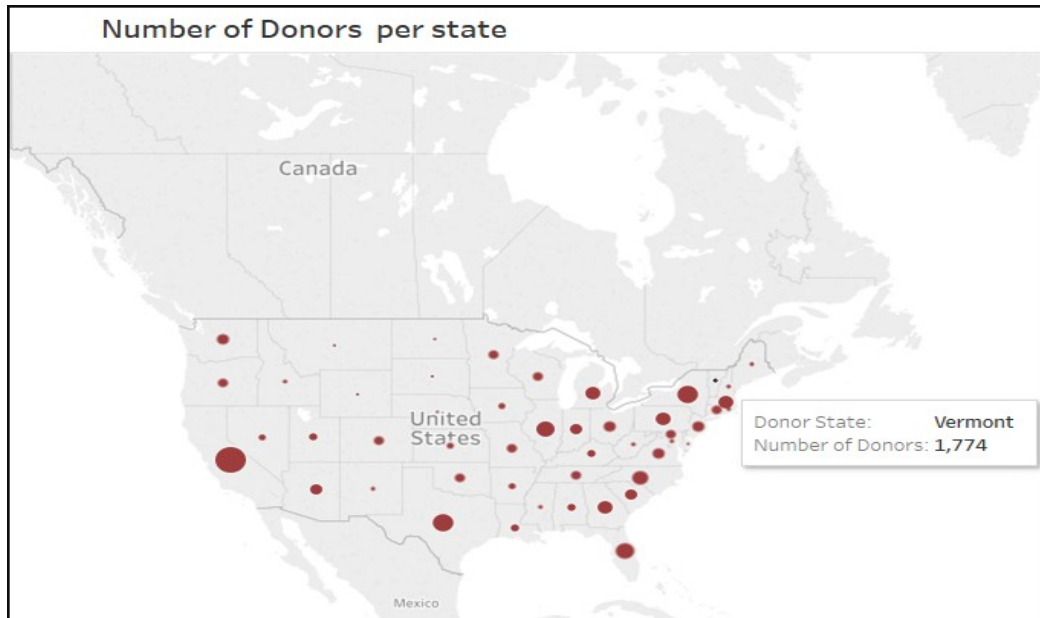 Number of Donors per state
Canada
United
States
Donor State: Vermont
Number of Donors: 1,774
Mexico